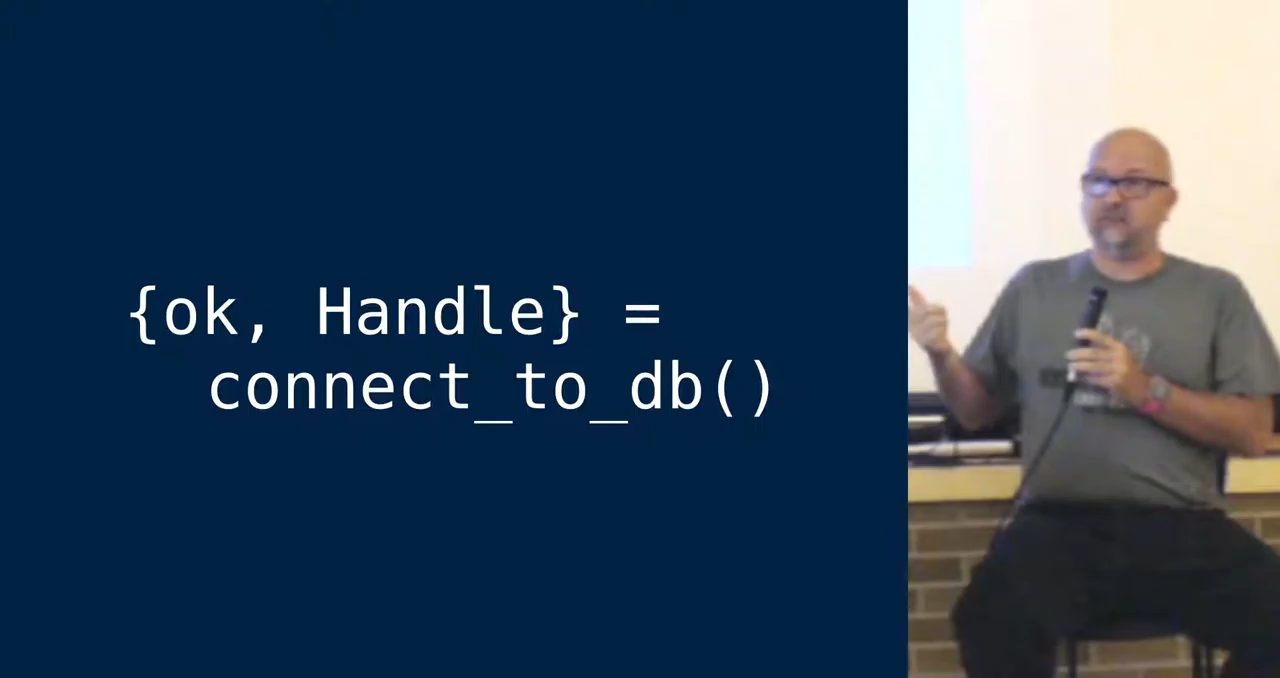 {ok, Handle} =
connect_to_db()